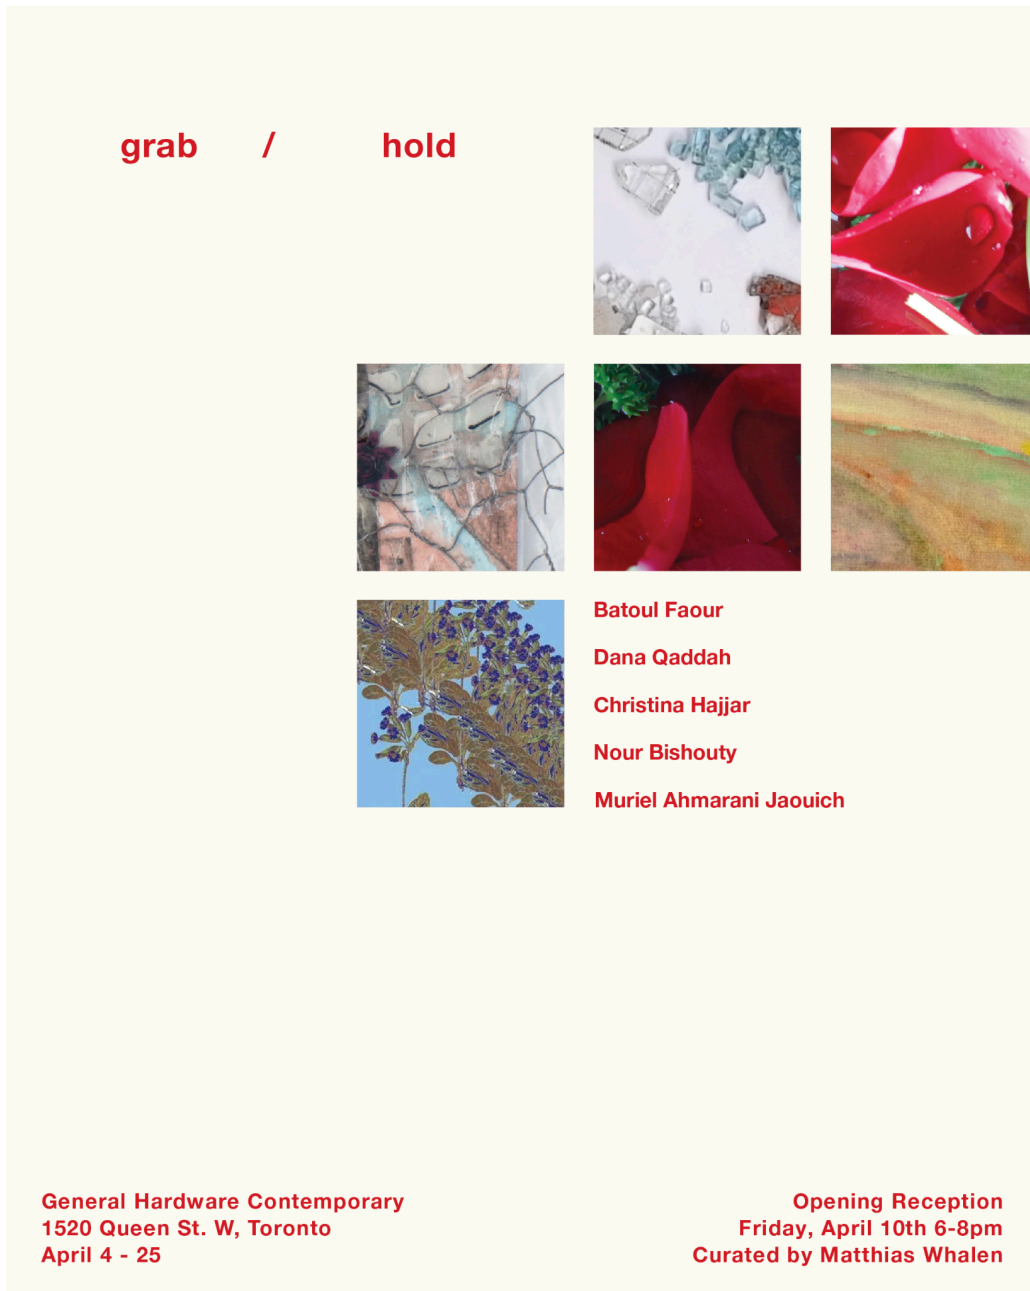 grab / hold
Batoul Faour
Dana Qaddah
Christina Hajjar
Nour Bishouty
Muriel Ahmarani Jaouich
General Hardware Contemporary
1520 Queen St. W, Toronto
April 4 - 25
Opening Reception
Friday, April 10th 6-8pm
Curated by Matthias Whalen